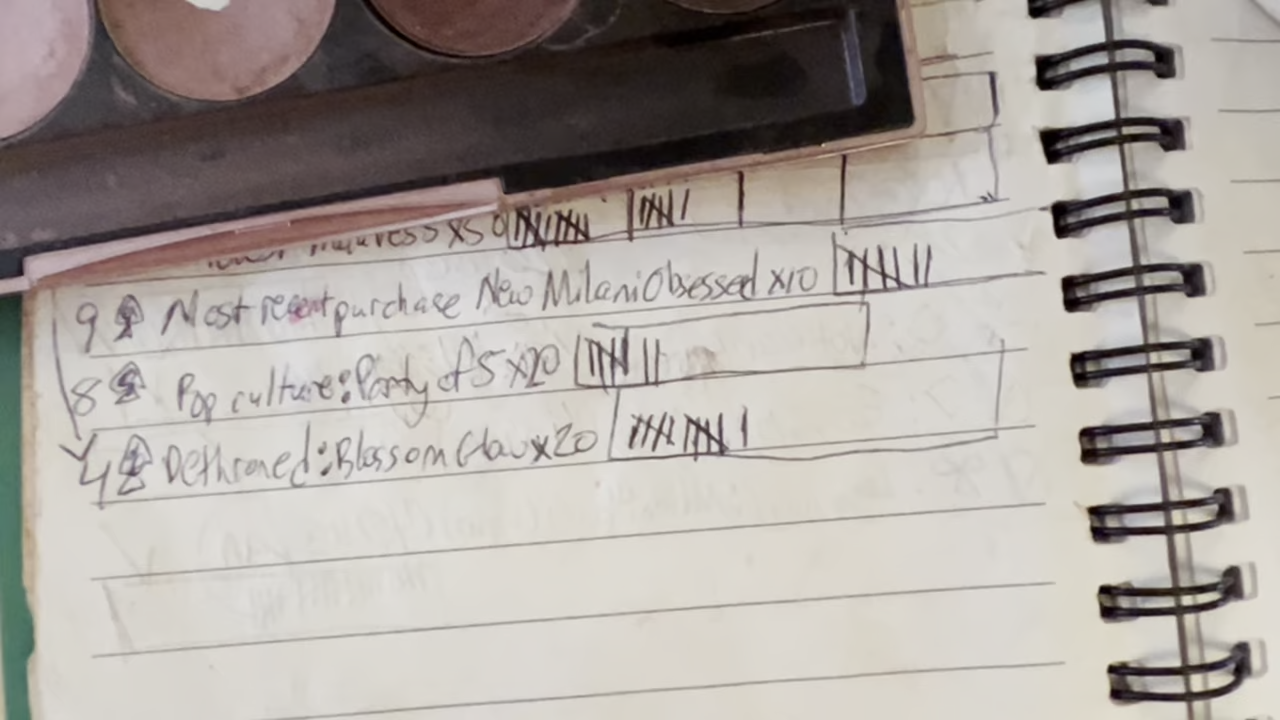 x50
9 Most recent purchase New Milani Obsessed x10
8 Pop culture: Party of 5 x20
4 Dethroned: Blossom Glow x20